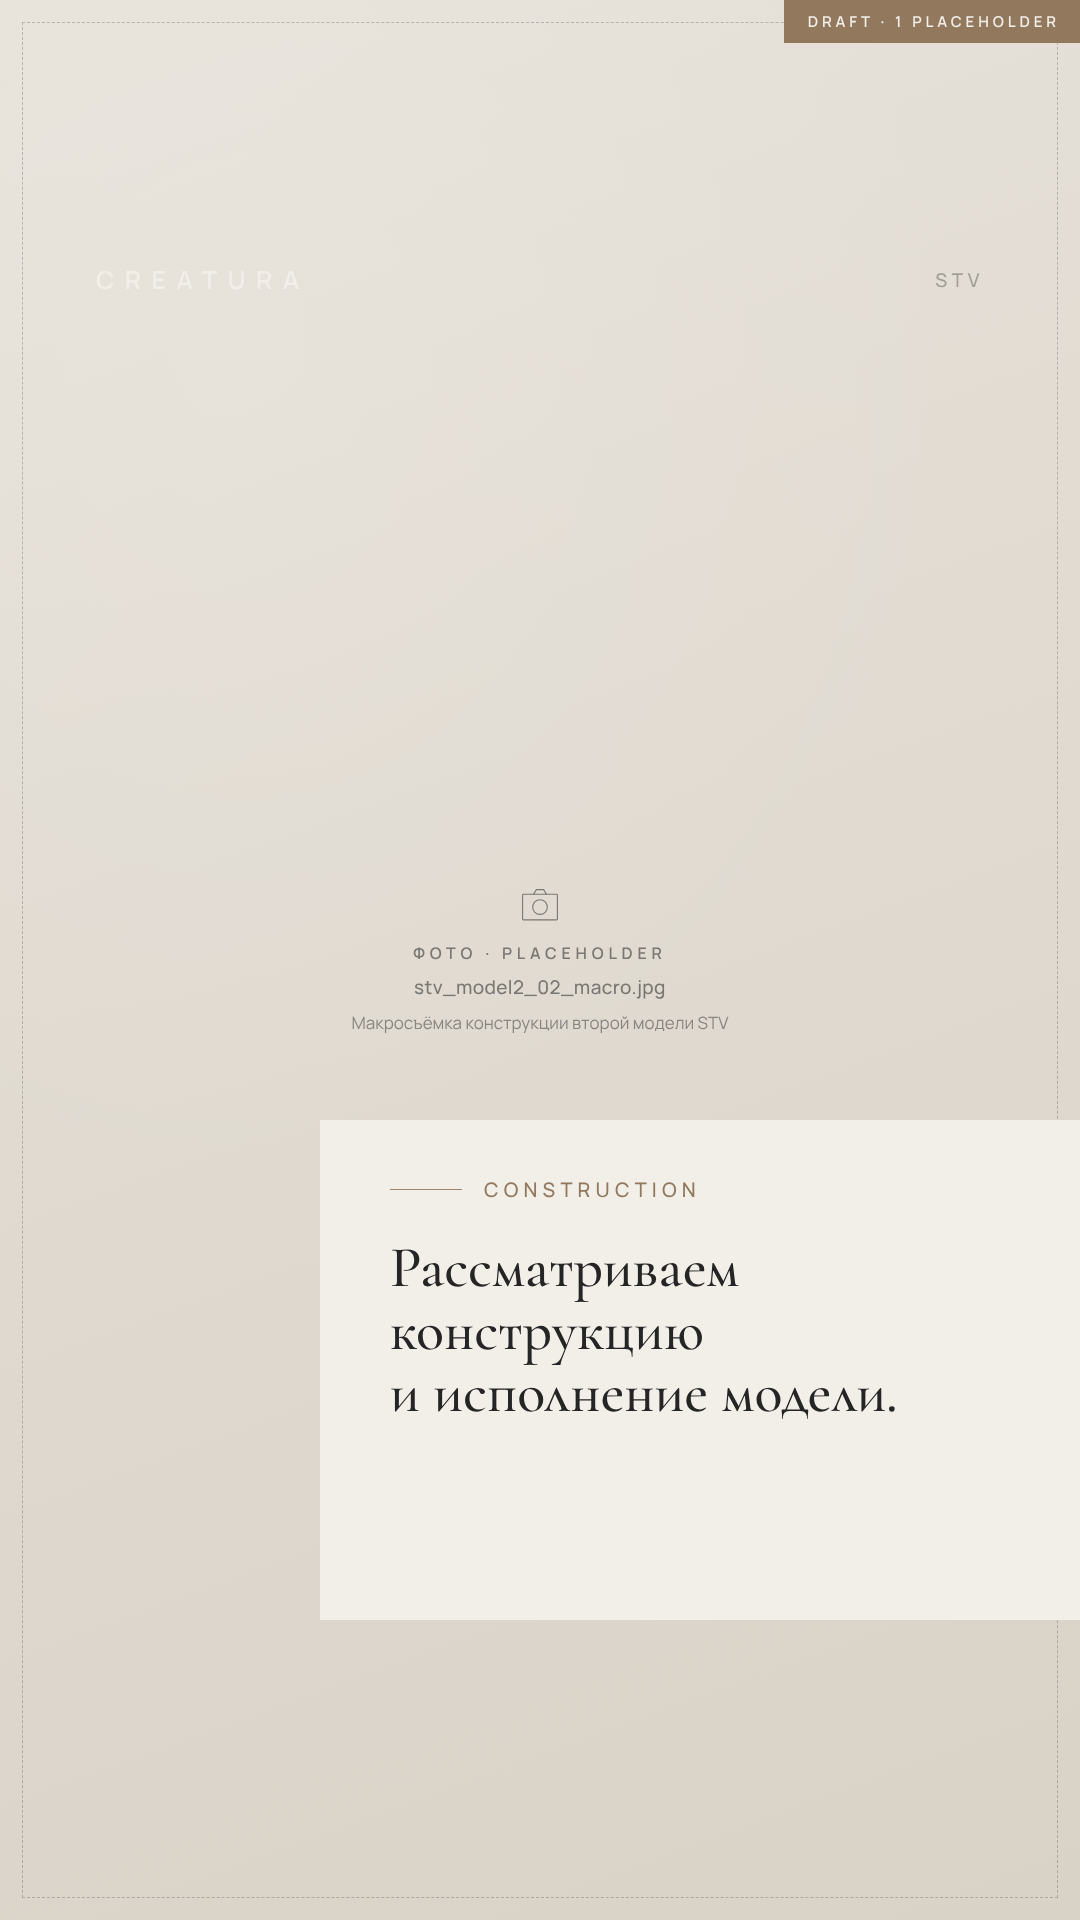 DRAFT · 1 PLACEHOLDER
CREATURA
STV
ФОТО · PLACEHOLDER
stv_model2_02_macro.jpg
Макросъёмка конструкции второй модели STV
CONSTRUCTION
Рассматриваем
конструкцию
и исполнение модели.